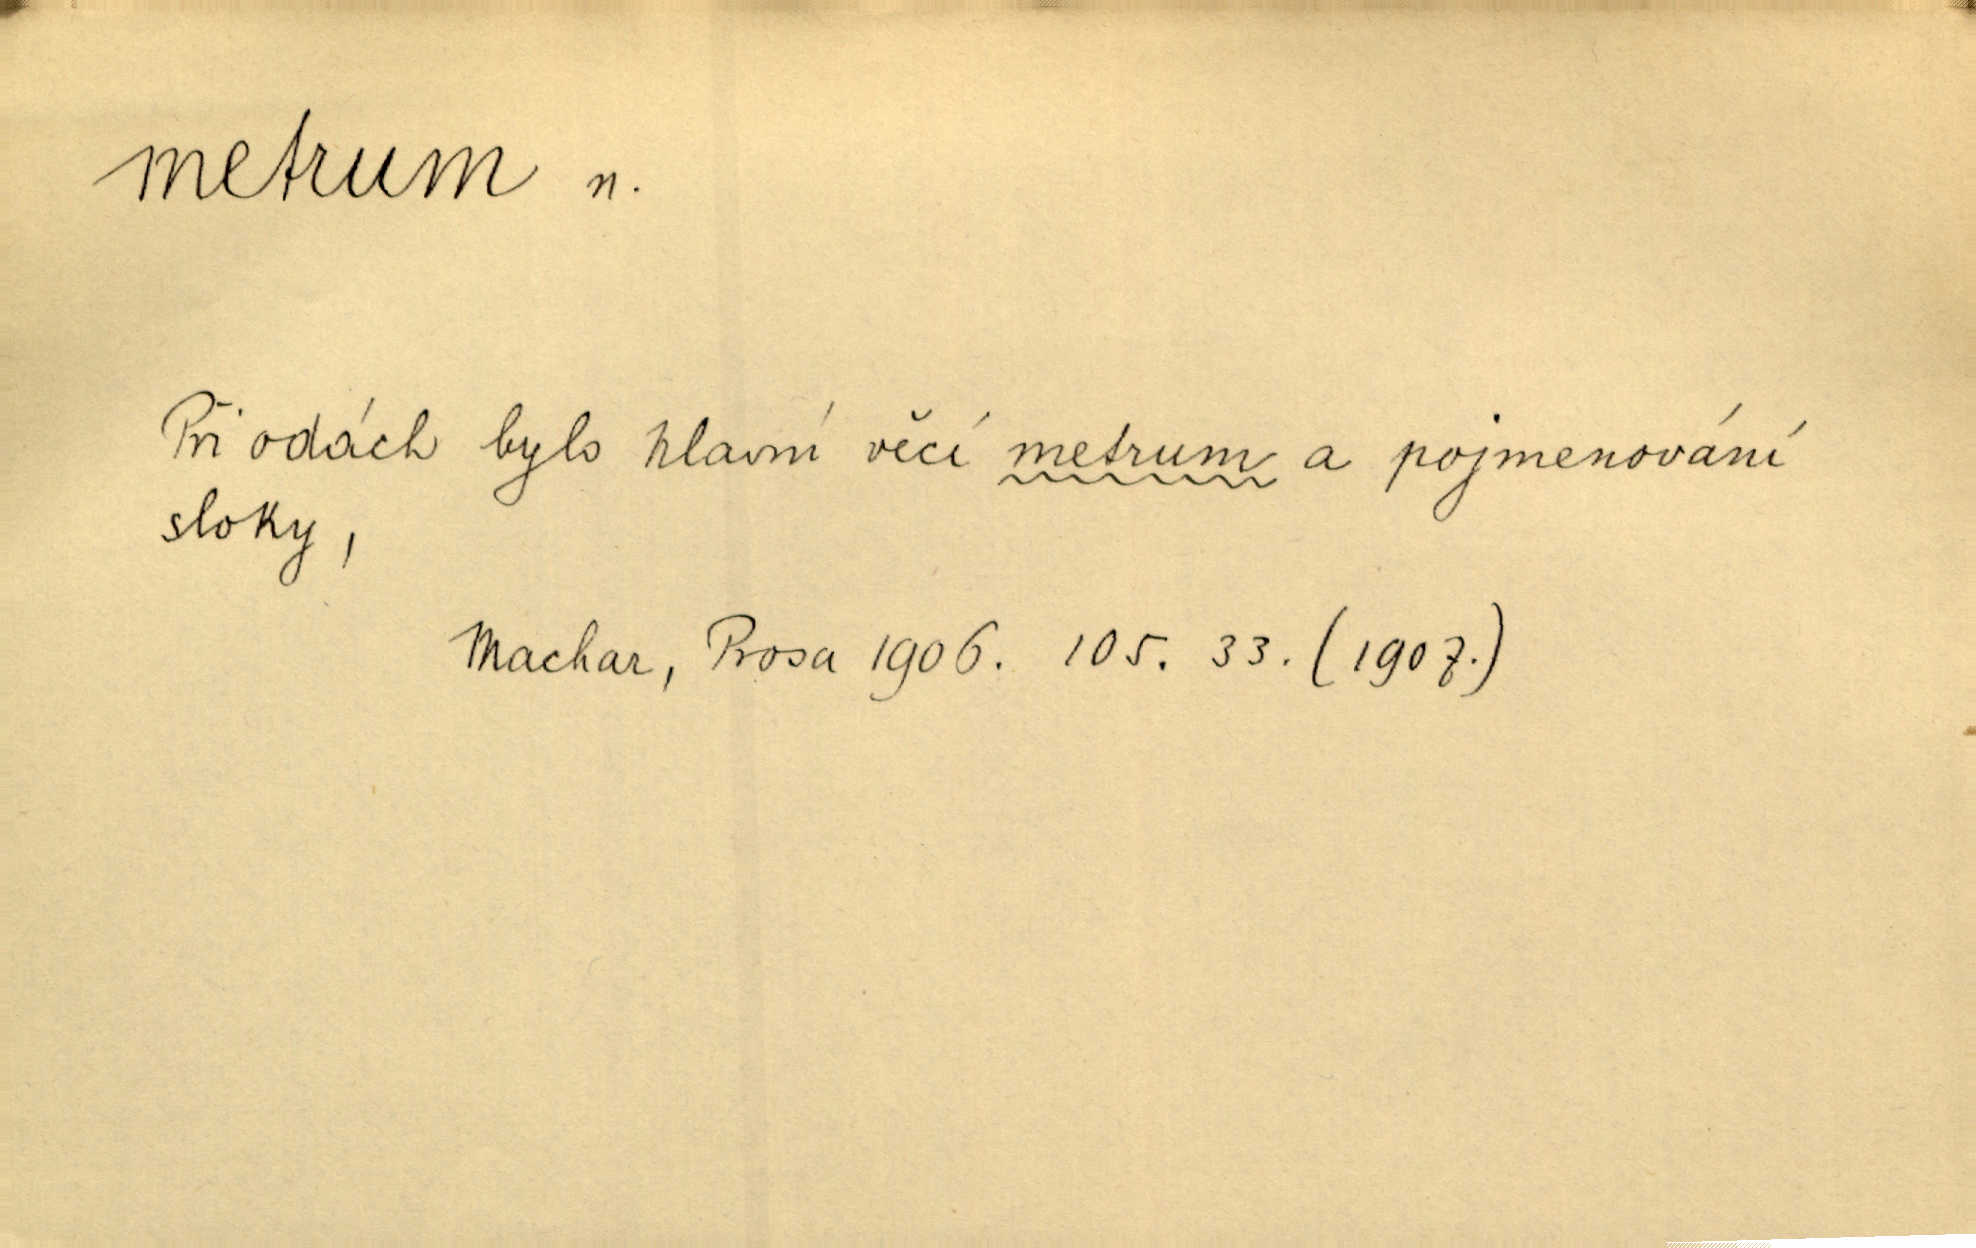 metrum n.
Při odách bylo hlavní věcí metrum a pojmenování
sloky,
Machar, Prosa 1906. 105. 33. (1907.)